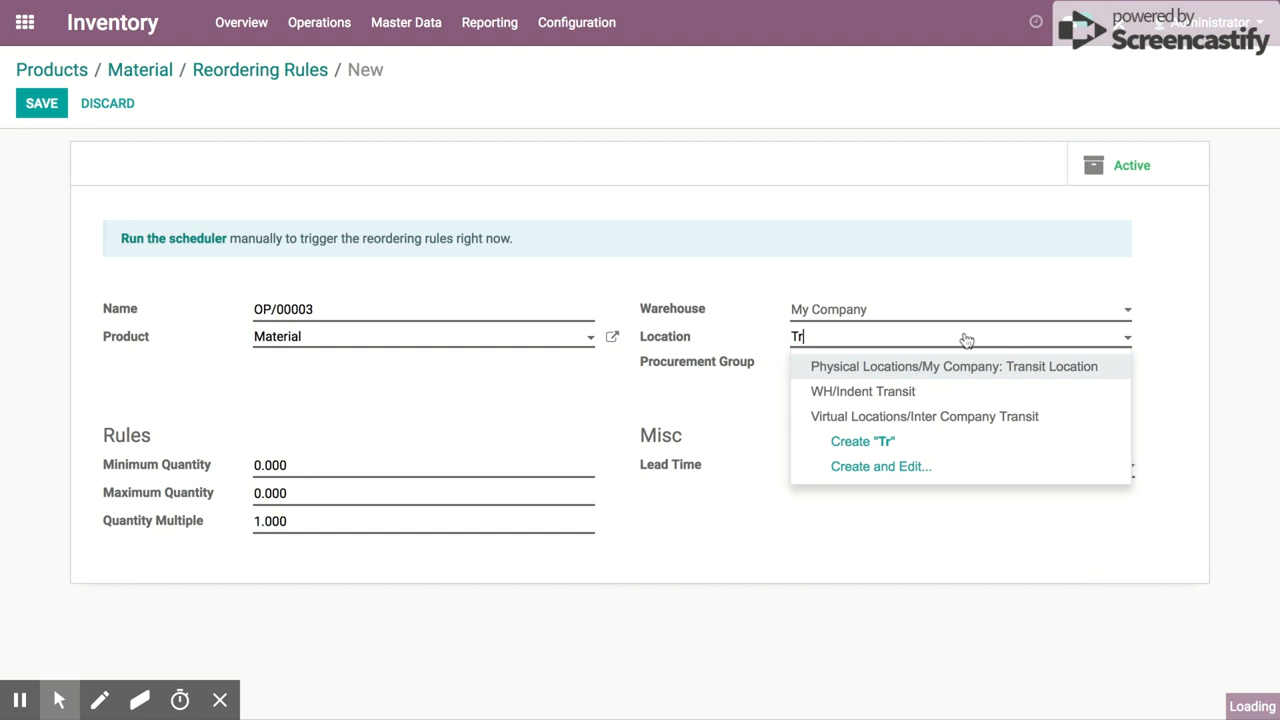 Inventory
Overview
Operations
Master Data
Reporting
Configuration
Administrator
powered by
Screencastify
Products / Material / Reordering Rules / New
SAVE
DISCARD
Active
Run the scheduler manually to trigger the reordering rules right now.
Name
OP/00003
Product
Material
Warehouse
My Company
Location
Tr
Procurement Group
Physical Locations/My Company: Transit Location
WH/Indent Transit
Virtual Locations/Inter Company Transit
Create "Tr"
Create and Edit...
Rules
Minimum Quantity
0.000
Maximum Quantity
0.000
Quantity Multiple
1.000
Misc
Lead Time
Loading